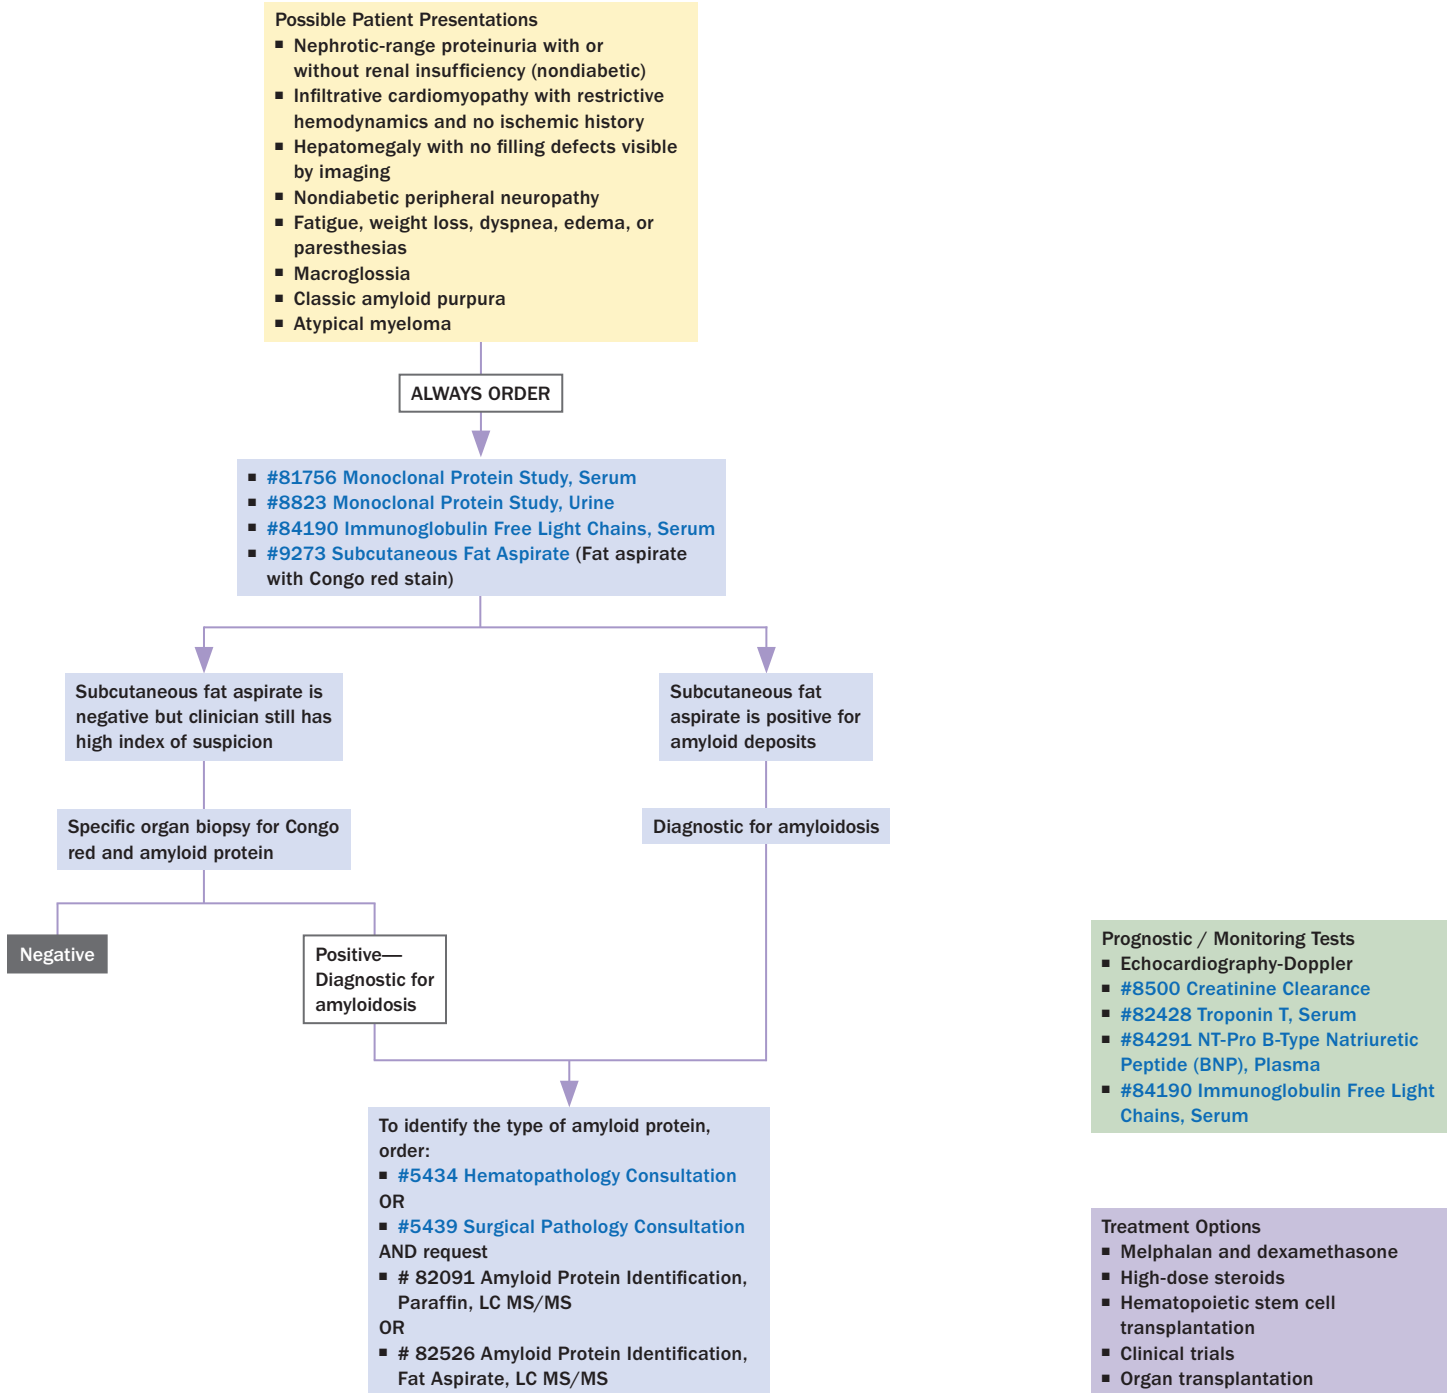 Possible Patient Presentations
▪ Nephrotic-range proteinuria with or
without renal insufficiency (nondiabetic)
▪ Infiltrative cardiomyopathy with restrictive
hemodynamics and no ischemic history
▪ Hepatomegaly with no filling defects visible
by imaging
▪ Nondiabetic peripheral neuropathy
▪ Fatigue, weight loss, dyspnea, edema, or
paresthesias
▪ Macroglossia
▪ Classic amyloid purpura
▪ Atypical myeloma
ALWAYS ORDER
▪ #81756 Monoclonal Protein Study, Serum
▪ #8823 Monoclonal Protein Study, Urine
▪ #84190 Immunoglobulin Free Light Chains, Serum
▪ #9273 Subcutaneous Fat Aspirate (Fat aspirate
with Congo red stain)
Subcutaneous fat aspirate is
negative but clinician still has
high index of suspicion
Subcutaneous fat
aspirate is positive for
amyloid deposits
Specific organ biopsy for Congo
red and amyloid protein
Diagnostic for amyloidosis
Negative
Positive—
Diagnostic for
amyloidosis
To identify the type of amyloid protein,
order:
▪ #5434 Hematopathology Consultation
OR
▪ #5439 Surgical Pathology Consultation
AND request
▪ # 82091 Amyloid Protein Identification,
Paraffin, LC MS/MS
OR
▪ # 82526 Amyloid Protein Identification,
Fat Aspirate, LC MS/MS
Prognostic / Monitoring Tests
▪ Echocardiography-Doppler
▪ #8500 Creatinine Clearance
▪ #82428 Troponin T, Serum
▪ #84291 NT-Pro B-Type Natriuretic
Peptide (BNP), Plasma
▪ #84190 Immunoglobulin Free Light
Chains, Serum
Treatment Options
▪ Melphalan and dexamethasone
▪ High-dose steroids
▪ Hematopoietic stem cell
transplantation
▪ Clinical trials
▪ Organ transplantation